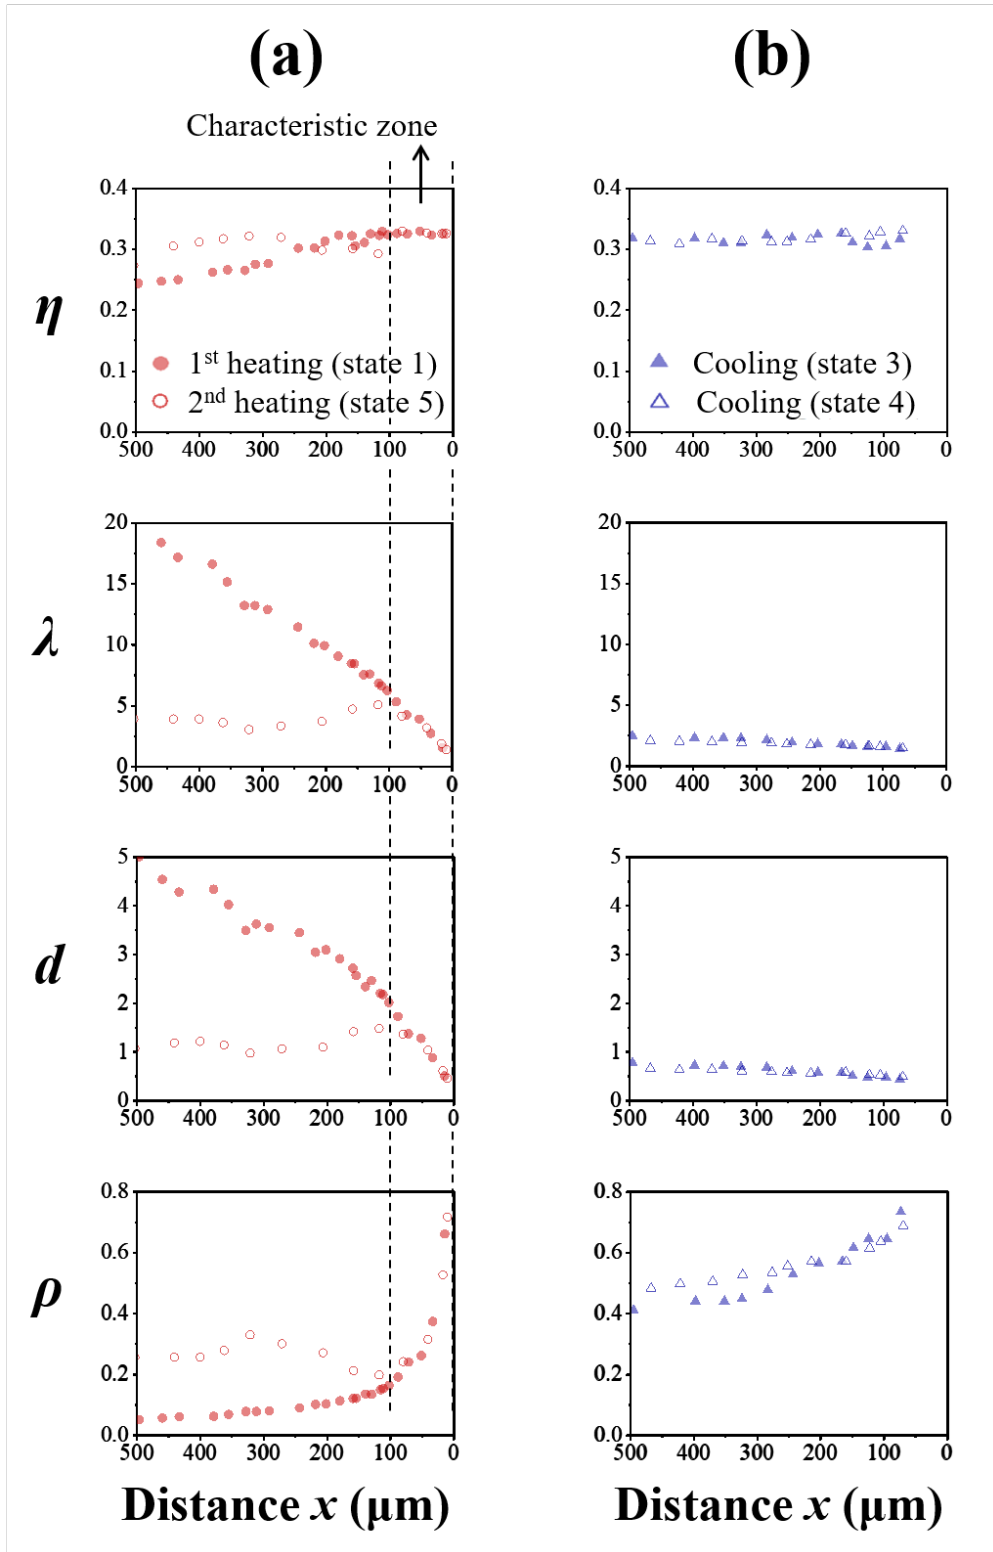 (a) (b)
Characteristic zone
0.4 0.4
0.3 0.3
η
0.2 0.2
1st heating (state 1) Cooling (state 3)
0.1 0.1
2nd heating (state 5) Cooling (state 4)
0.0 0.0
500 400 300 200 100 0 500 400 300 200 100 0
20 20
15 15
λ
10 10
5 5
0 0
500 400 300 200 100 0 500 400 300 200 100 0
5 5
4 4
3 3
d
2 2
1 1
0 0
500 400 300 200 100 0 500 400 300 200 100 0
0.8 0.8
0.6 0.6
ρ
0.4 0.4
0.2 0.2
0.0 0.0
500 400 300 200 100 0 500 400 300 200 100 0
Distance x (μm) Distance x (μm)